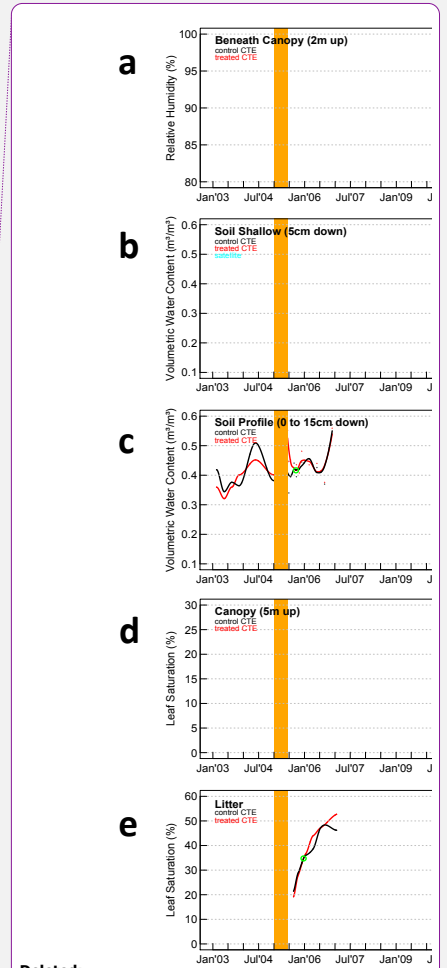 a
Relative Humidity (%)
100
95
90
85
80
Beneath Canopy (2m up)
control CTE
treated CTE
Jan'03 Jul'04 Jan'06 Jul'07 Jan'09 J
b
Volumetric Water Content (m³/m³)
0.6
0.5
0.4
0.3
0.2
0.1
Soil Shallow (5cm down)
control CTE
treated CTE
satellite
Jan'03 Jul'04 Jan'06 Jul'07 Jan'09 J
c
Volumetric Water Content (m³/m³)
0.6
0.5
0.4
0.3
0.2
0.1
Soil Profile (0 to 15cm down)
control CTE
treated CTE
Jan'03 Jul'04 Jan'06 Jul'07 Jan'09 J
d
Leaf Saturation (%)
30
25
20
15
10
5
0
Canopy (5m up)
control CTE
treated CTE
Jan'03 Jul'04 Jan'06 Jul'07 Jan'09 J
e
Leaf Saturation (%)
60
50
40
30
20
10
0
Litter
control CTE
treated CTE
Jan'03 Jul'04 Jan'06 Jul'07 Jan'09 J